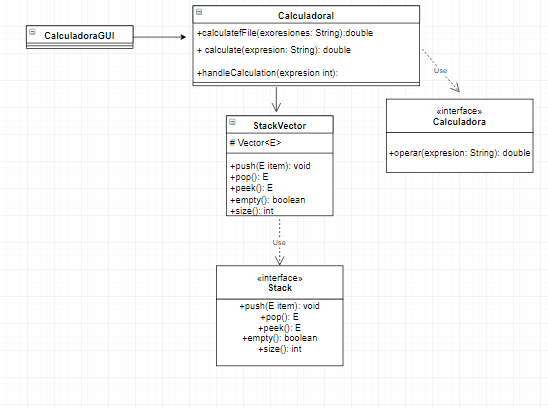 CalculadoraGUI
CalculadoraI
+calculatefFile(exoresiones: String):double
+ calculate(expresion: String): double
+handleCalculation(expresion int):
Use
«interface»
Calculadora
+operar(expresion: String): double
StackVector
# Vector<E>
+push(E item): void
+pop(): E
+peek(): E
+empty(): boolean
+size(): int
Use
«interface»
Stack
+push(E item): void
+pop(): E
+peek(): E
+empty(): boolean
+size(): int